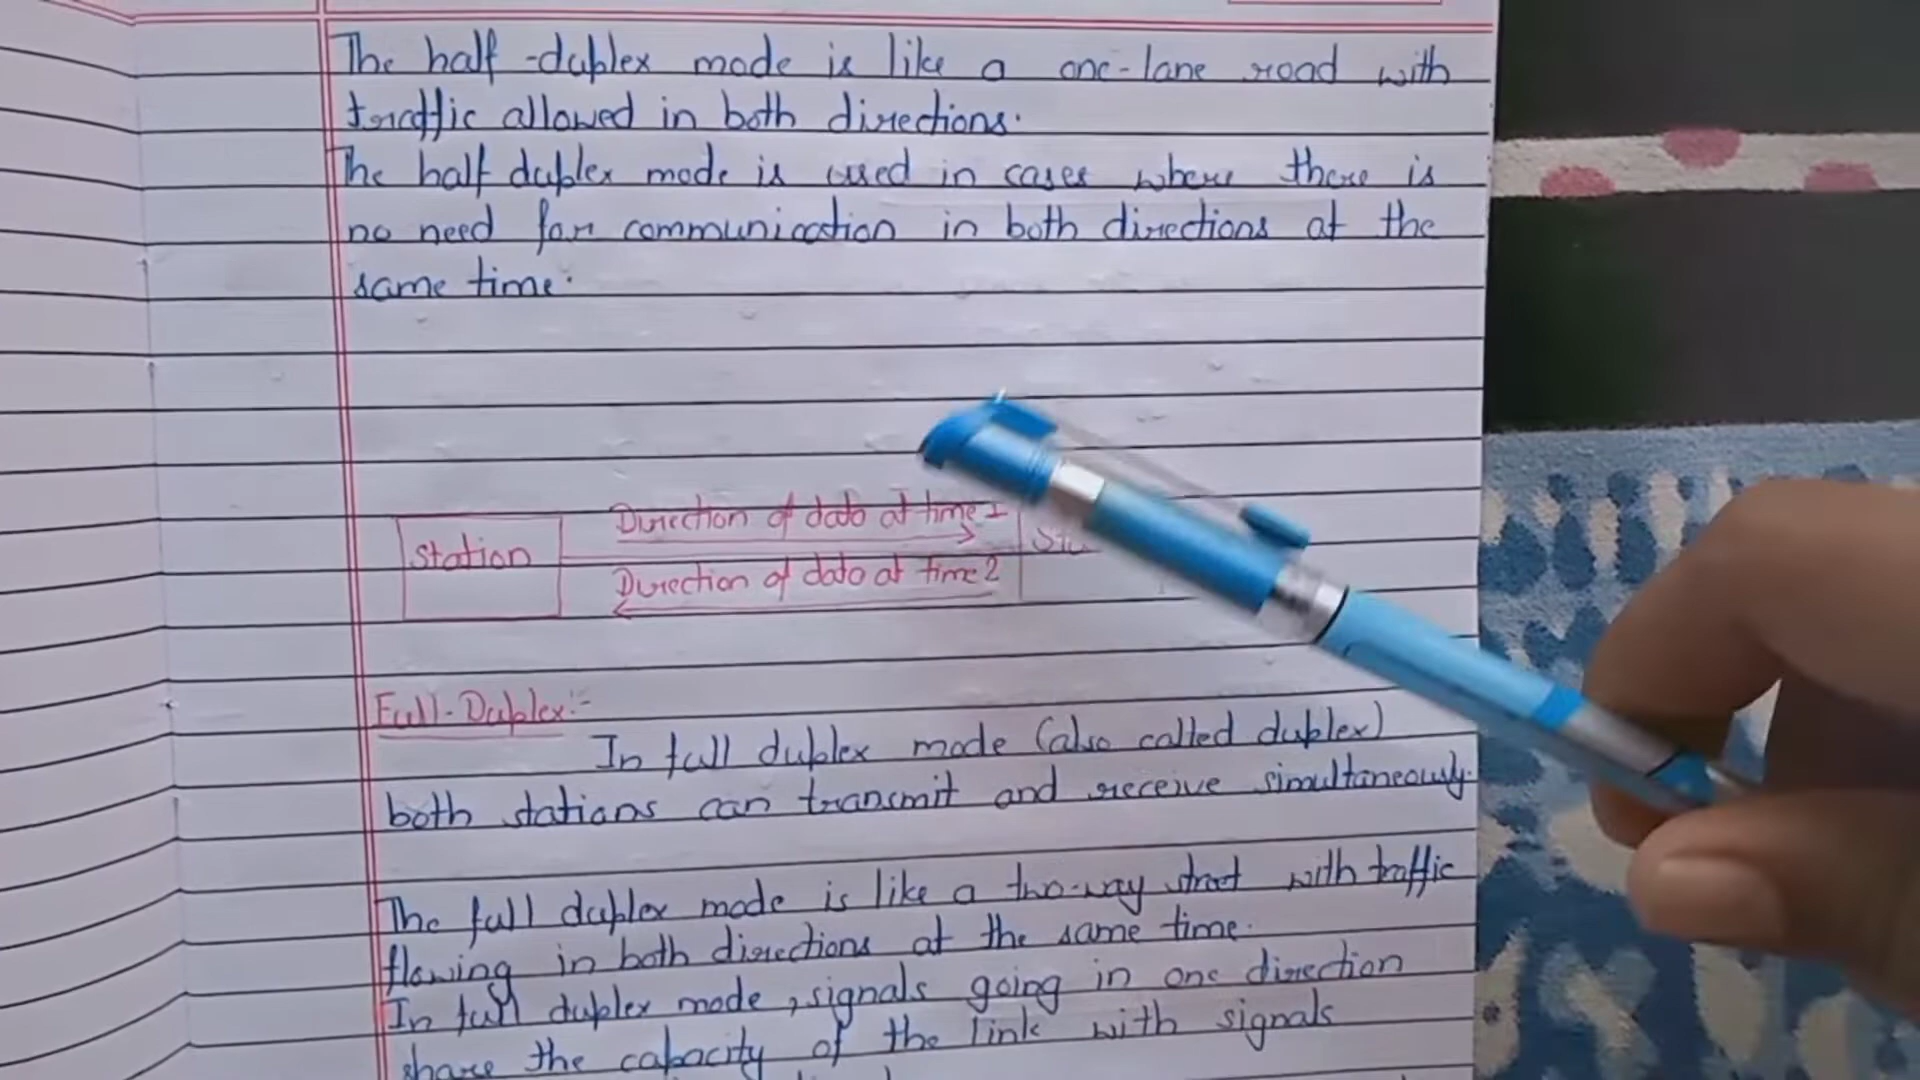 The half-duplex mode is like a one-lane road with
traffic allowed in both directions.
The half duplex mode is used in cases where there is
no need for communication in both directions at the
same time.
Direction of data at time 1
Station
Direction of data at time 2
Full-Duplex:-
In full duplex mode (also called duplex)
both stations can transmit and receive simultaneously.
The full duplex mode is like a two-way street with traffic
flowing in both directions at the same time.
In full duplex mode, signals going in one direction
share the capacity of the link with signals